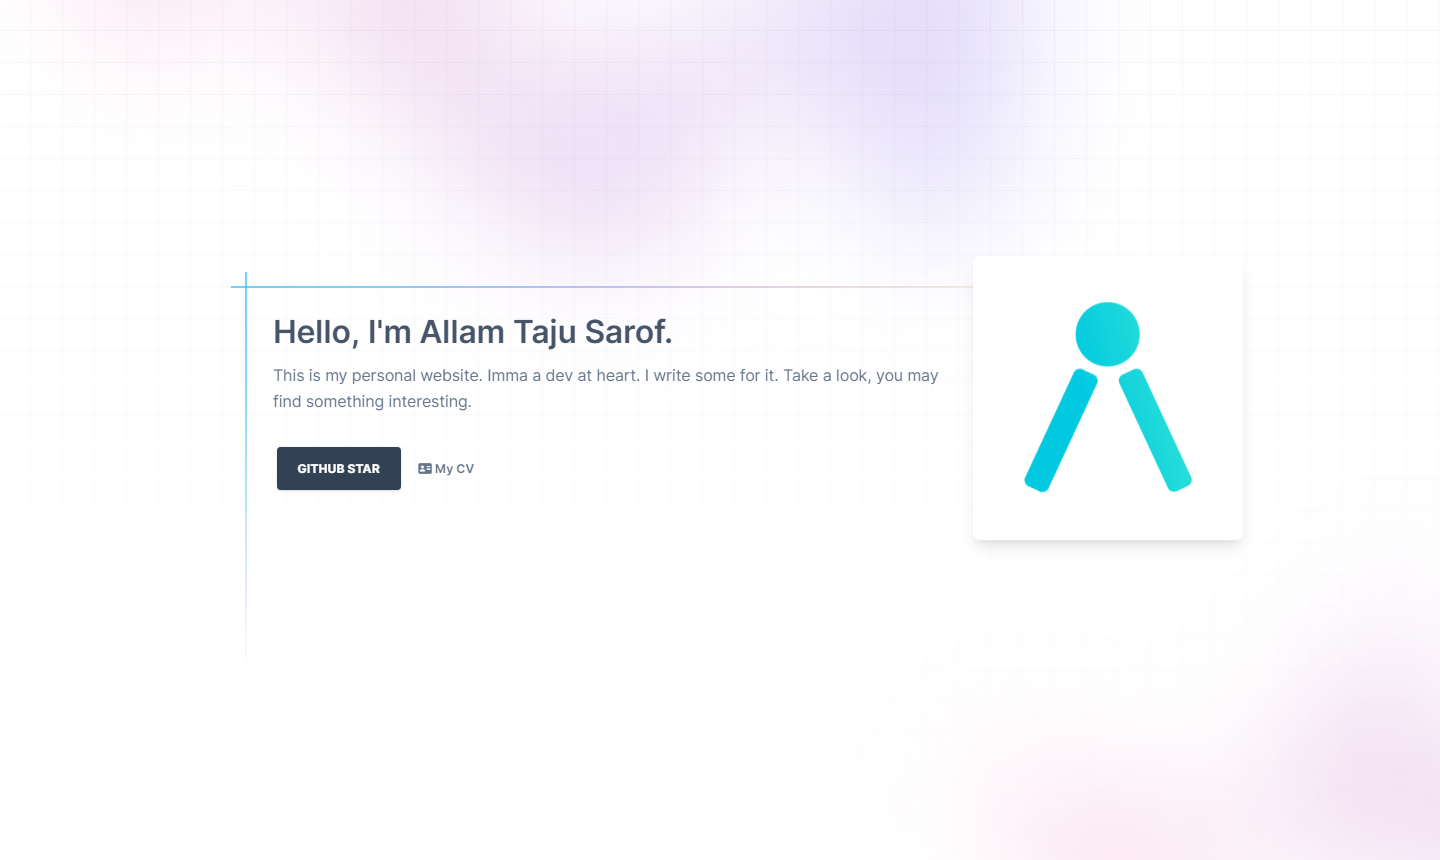 Hello, I'm Allam Taju Sarof.
This is my personal website. Imma a dev at heart. I write some for it. Take a look, you may
find something interesting.
GITHUB STAR
My CV